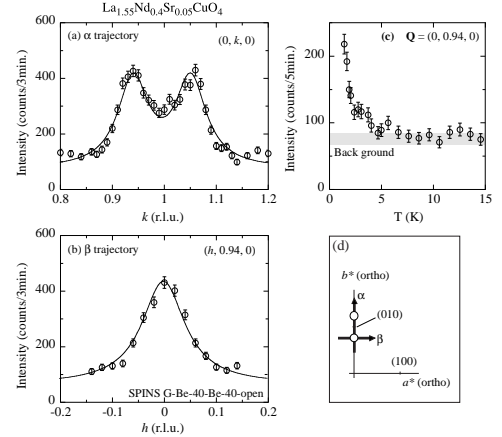 La1.55Nd0.4Sr0.05CuO4
(a) α trajectory
(0, k, 0)
Intensity (counts/3min.)
600
400
200
0
0.8 0.9 1.0 1.1 1.2
k (r.l.u.)
(b) β trajectory
(h, 0.94, 0)
Intensity (counts/3min.)
600
400
200
0
SPINS G-Be-40-Be-40-open
-0.2 -0.1 0 0.1 0.2
h (r.l.u.)
(c) Q = (0, 0.94, 0)
Intensity (counts/5min.)
200
100
0
Back ground
0 5 10 15
T (K)
(d)
b* (ortho)
α
(010)
β
(100)
a* (ortho)